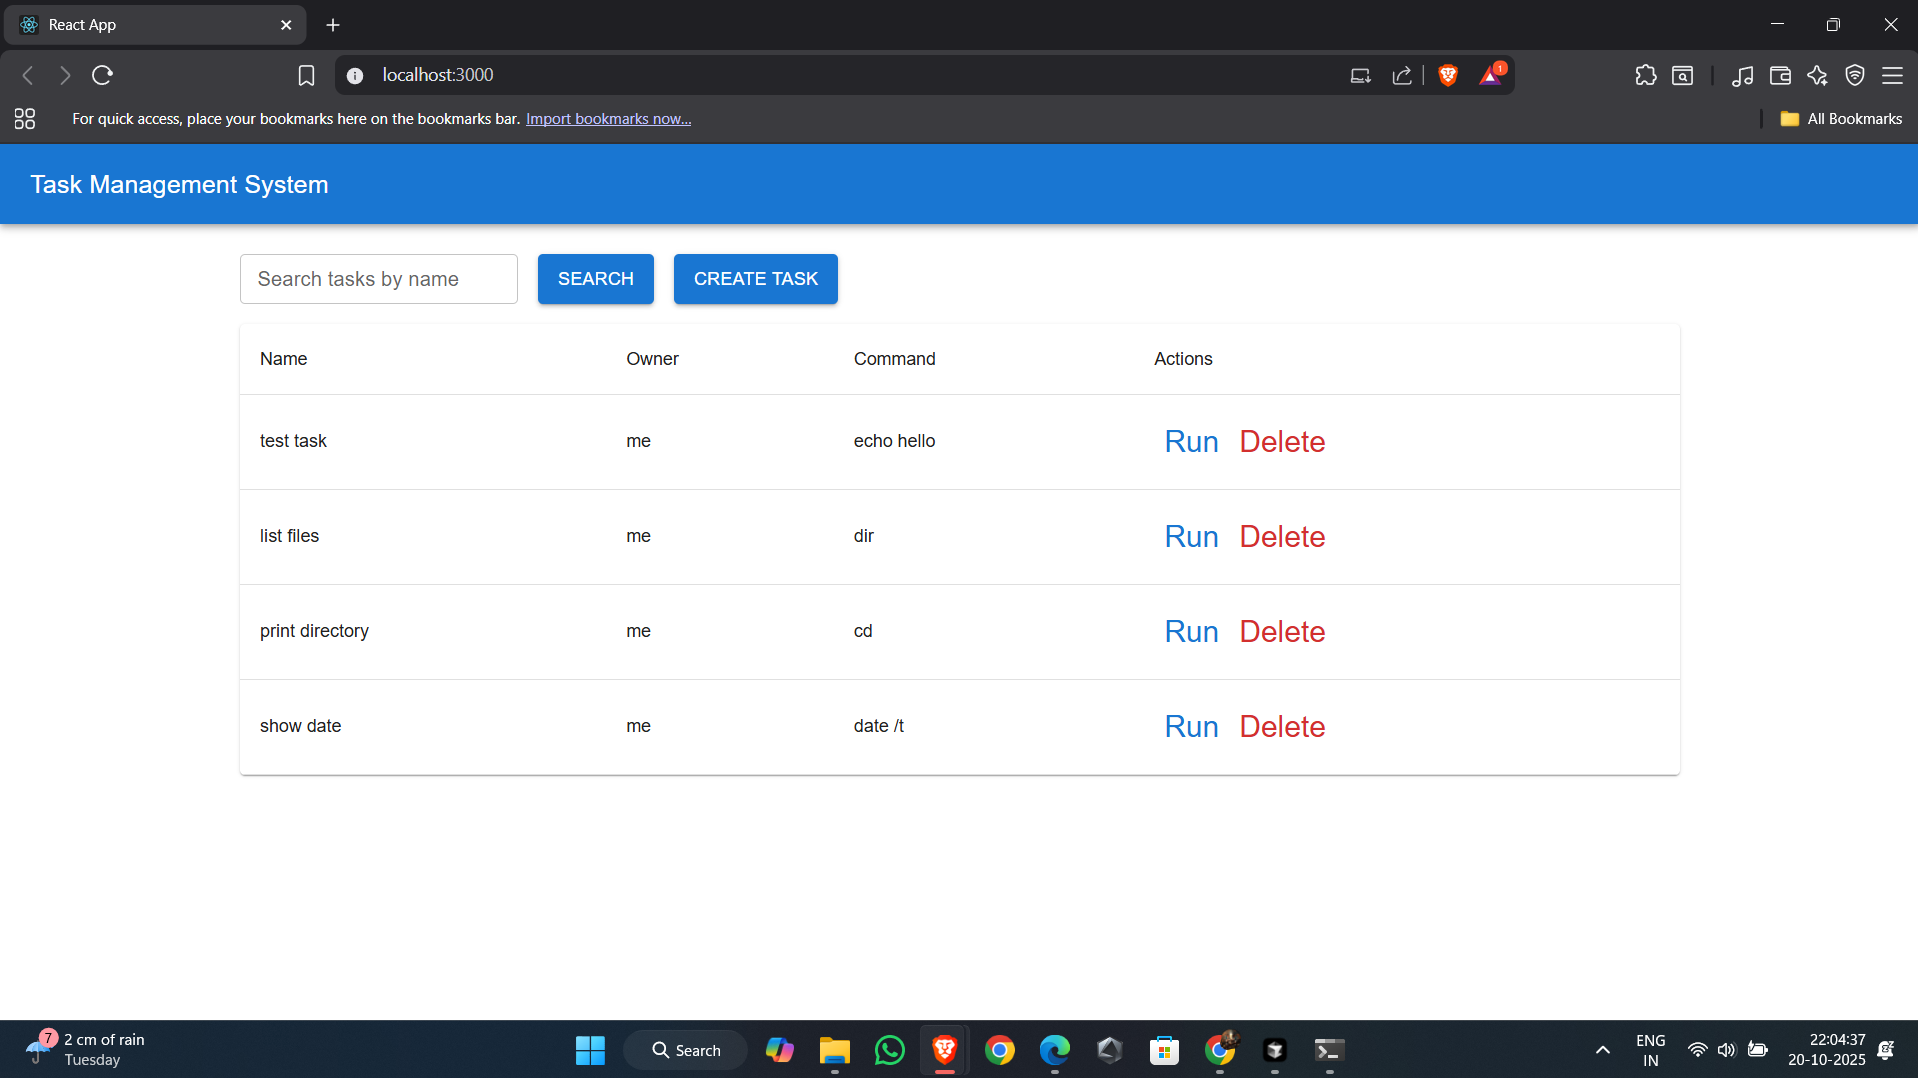 React App
localhost:3000
1
For quick access, place your bookmarks here on the bookmarks bar. Import bookmarks now...
All Bookmarks
Task Management System
Search tasks by name SEARCH CREATE TASK
Name Owner Command Actions
test task me echo hello Run Delete
list files me dir Run Delete
print directory me cd Run Delete
show date me date /t Run Delete
7
2 cm of rain
Tuesday
Search
ENG
IN
22:04:37
20-10-2025